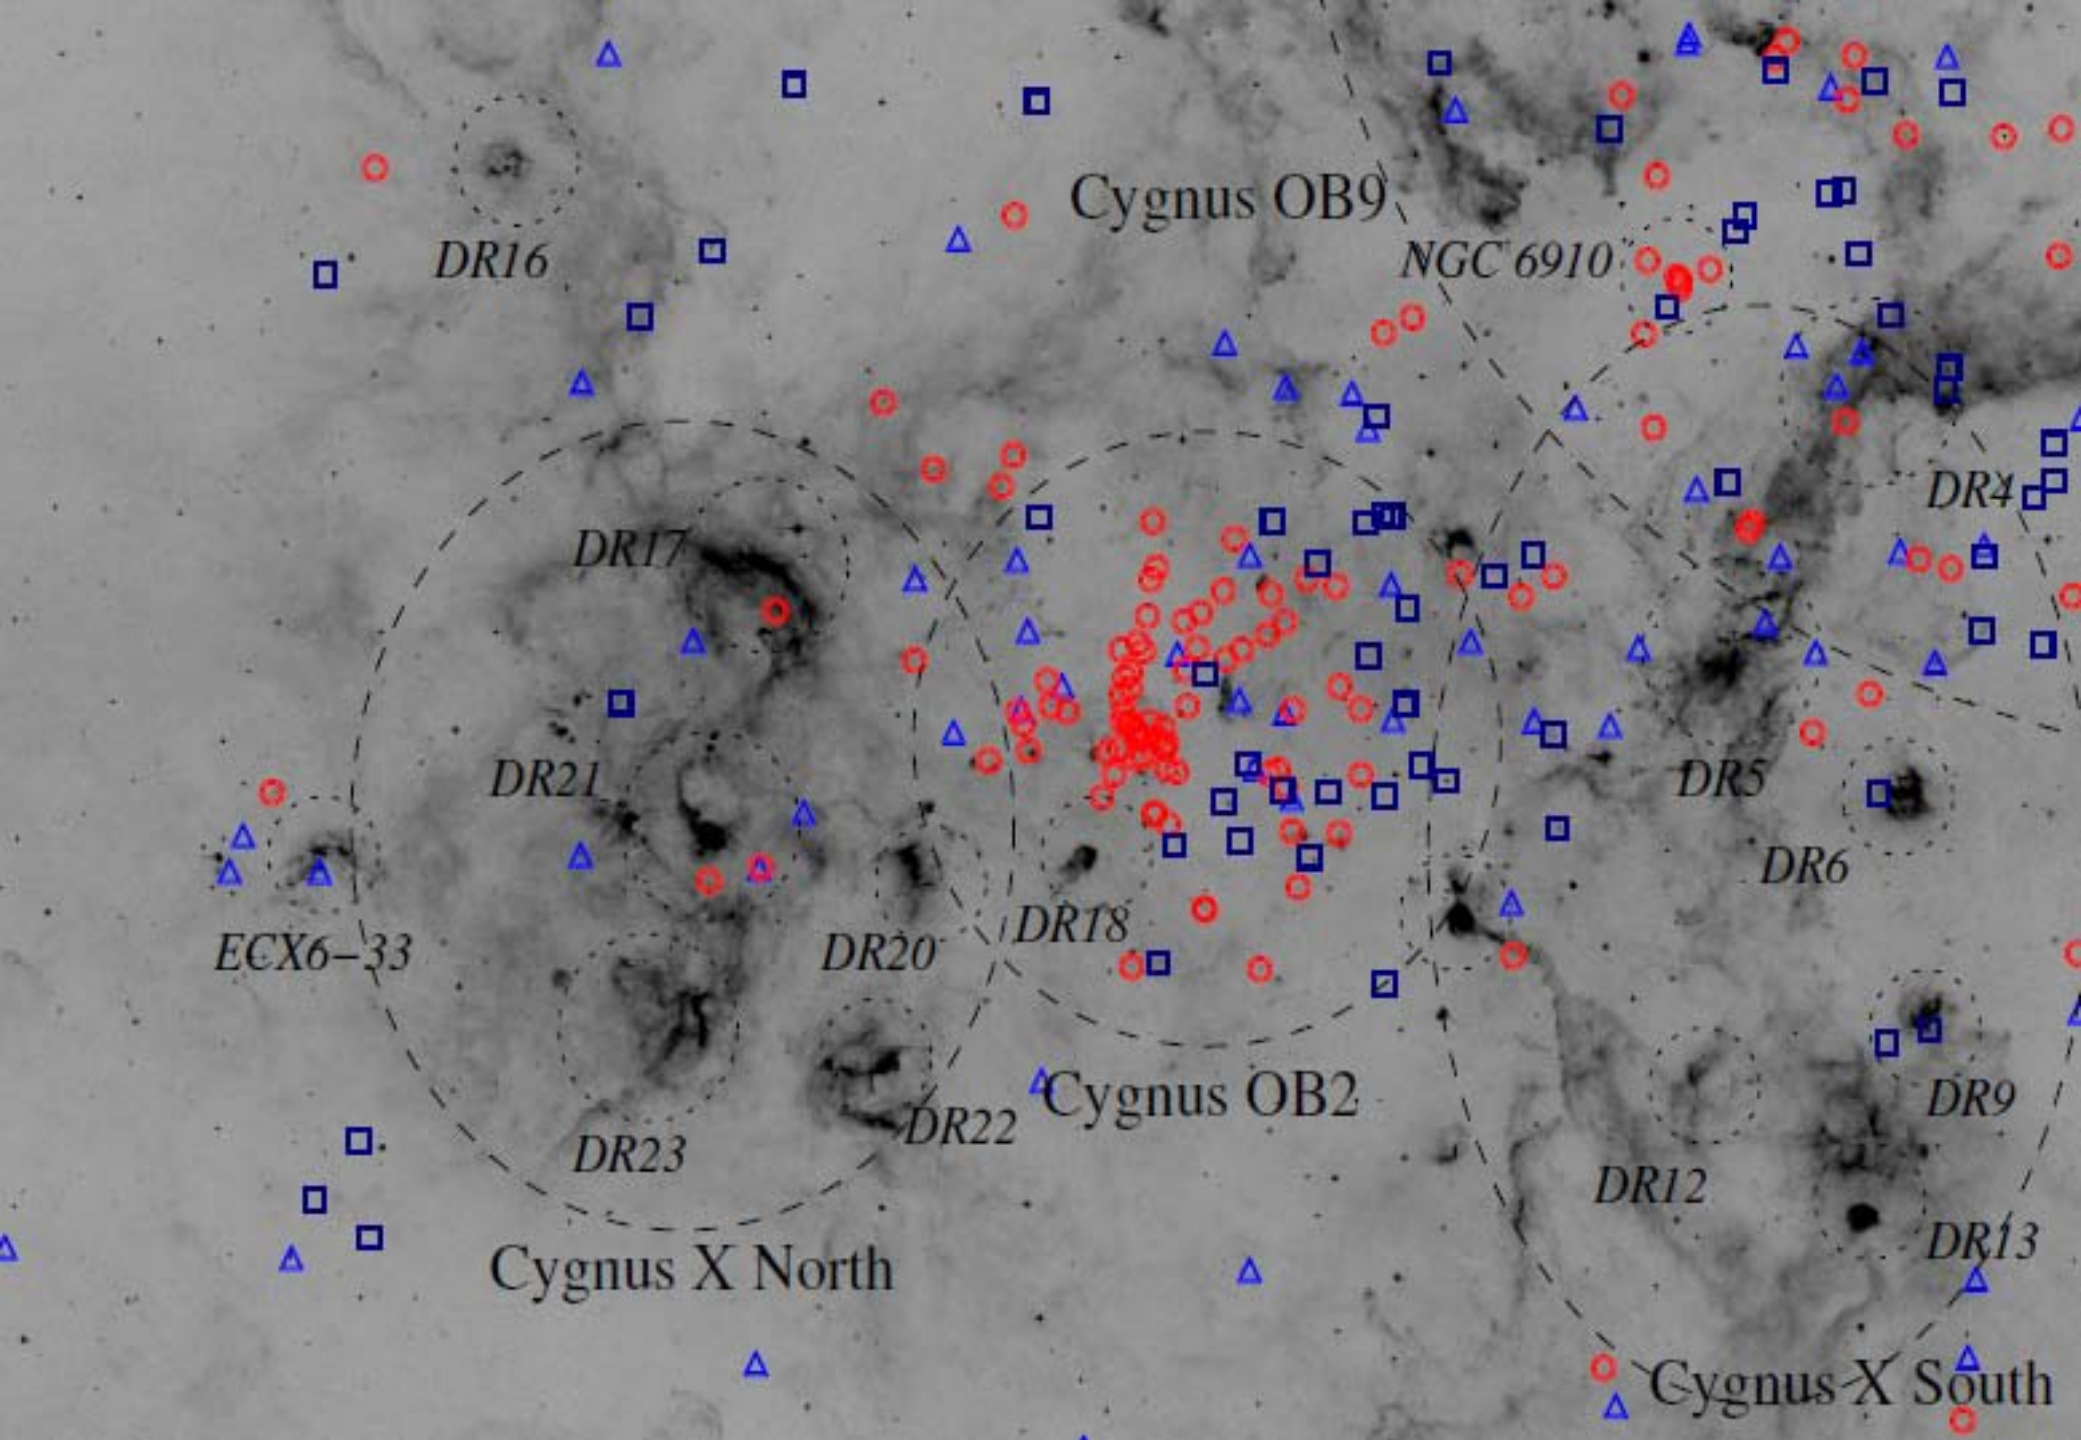 Cygnus OB9
DR16
NGC 6910
DR4
DR17
DR21
DR5
DR6
ECX6-33
DR20
DR18
Cygnus OB2
DR9
DR22
DR23
DR12
DR13
Cygnus X North
Cygnus X South